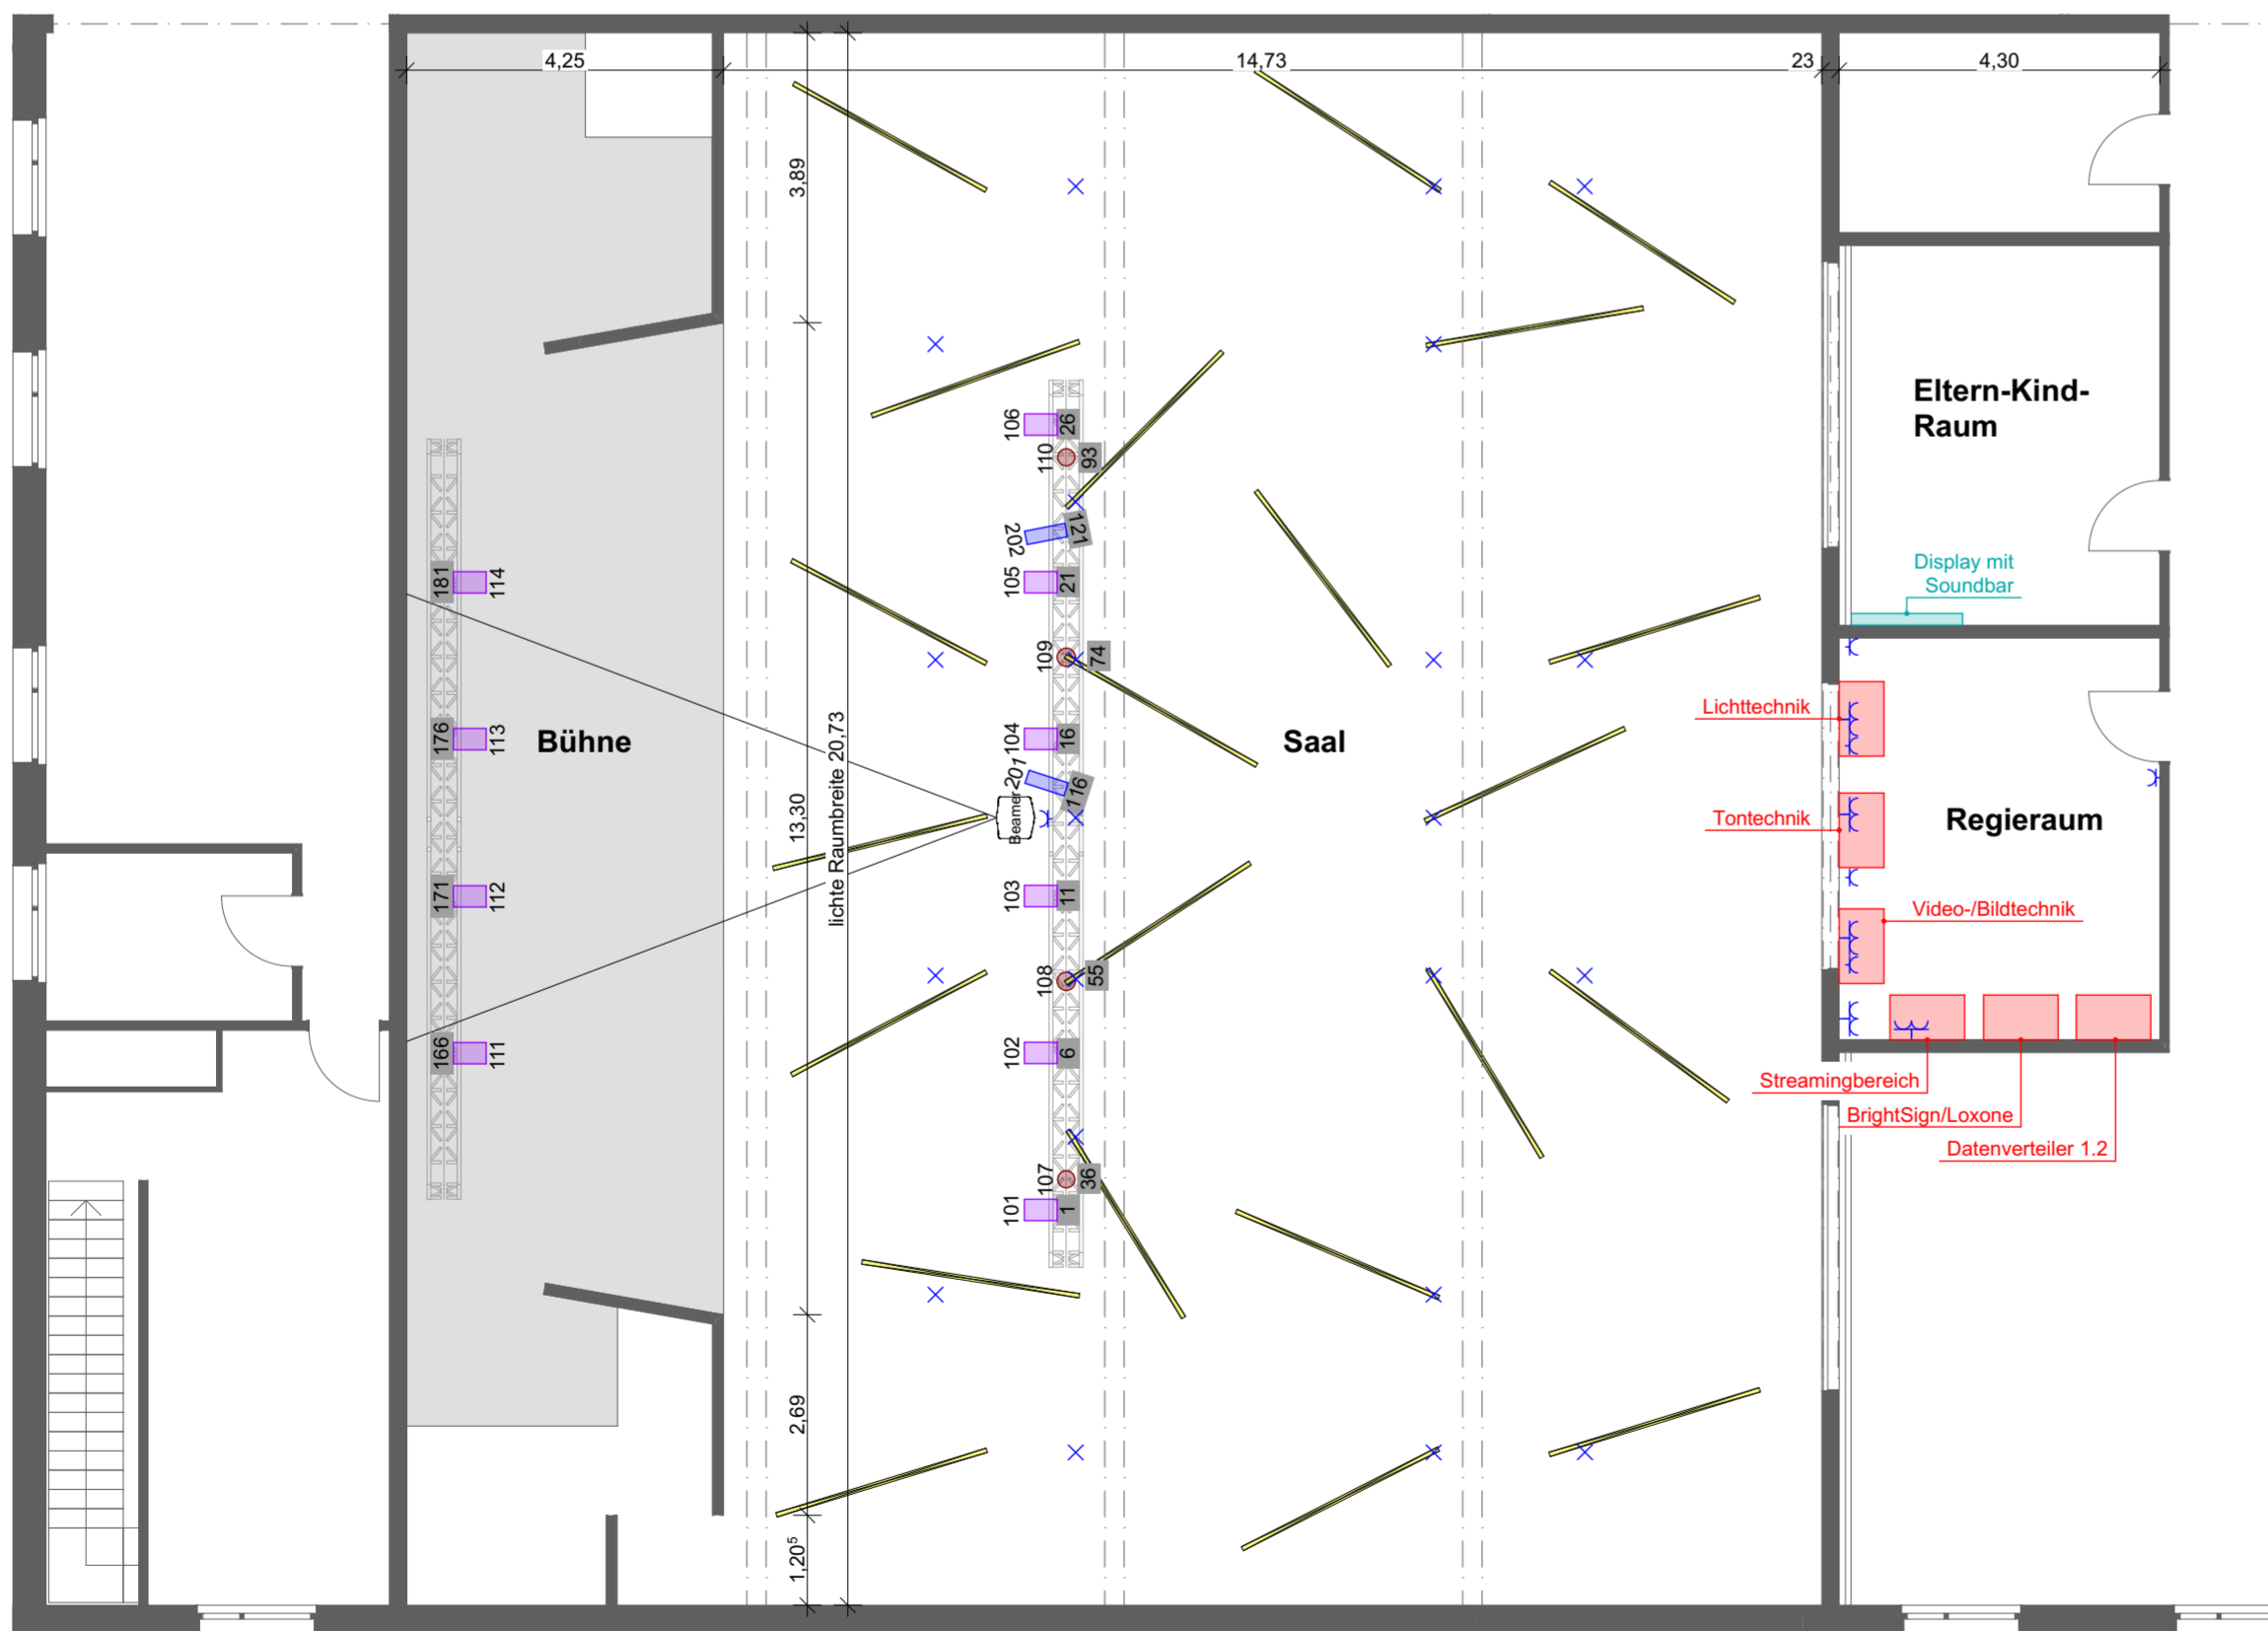 4,25
14,73
23
4,30
3,89
13,30
lichte Raumbreite 20,73
2,69
1,20⁵
Bühne
Saal
Eltern-Kind-
Raum
Display mit
Soundbar
Regieraum
Lichttechnik
Tontechnik
Video-/Bildtechnik
Streamingbereich
BrightSign/Loxone
Datenverteiler 1.2
Beamer
181
114
176
113
171
112
166
111
106
26
110
93
202
121
105
21
109
74
104
16
201
116
103
11
108
55
102
6
107
36
101
1